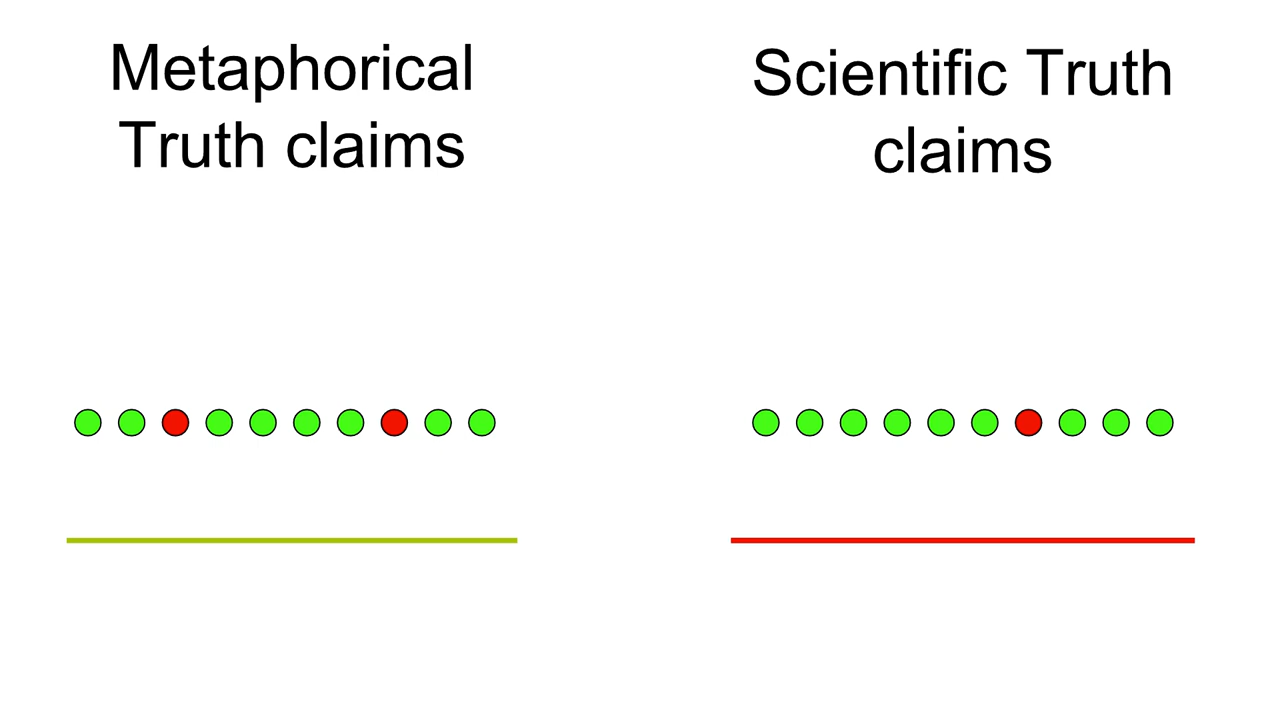 Metaphorical
Truth claims
Scientific Truth
claims